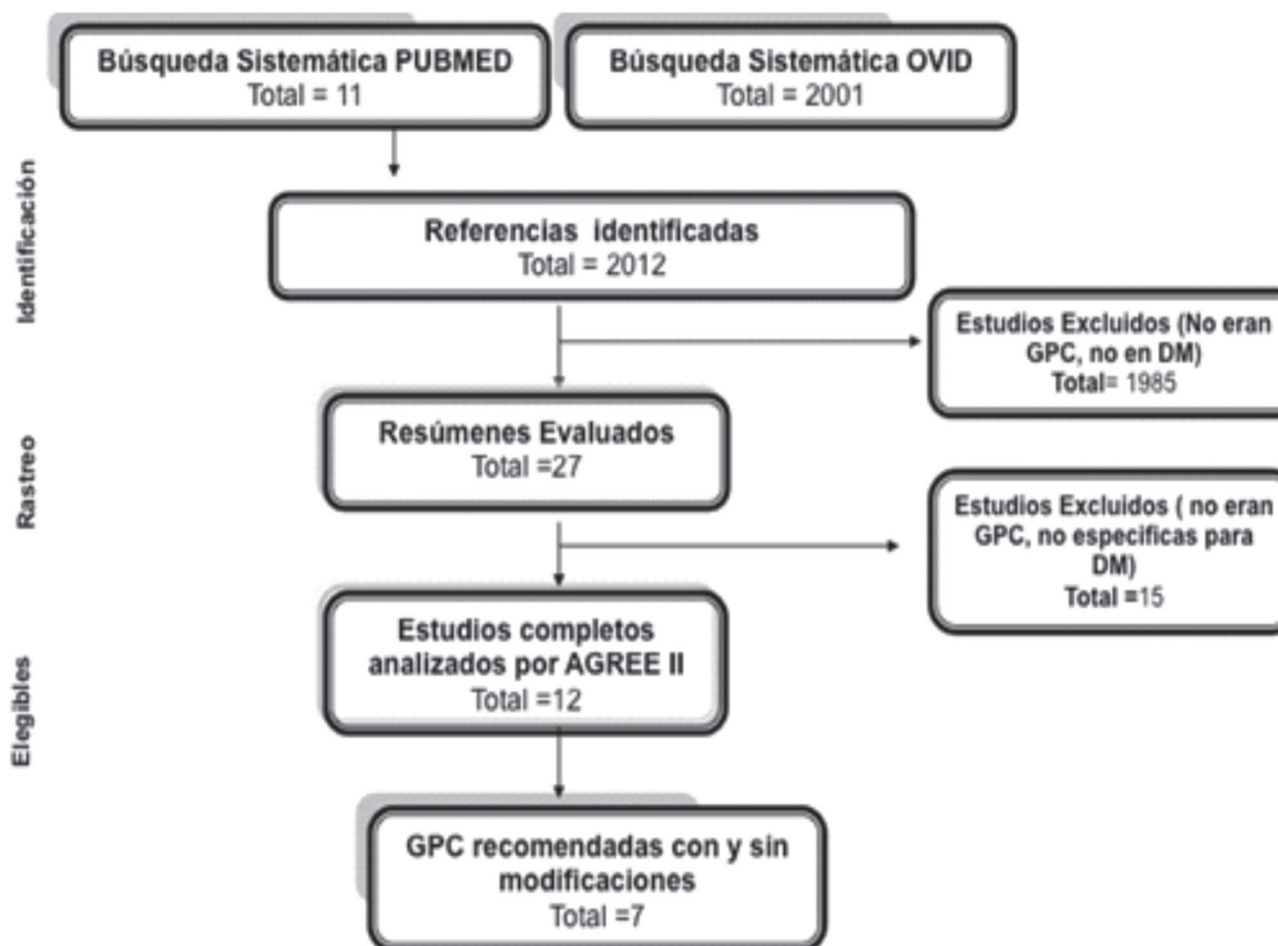 Búsqueda Sistemática PUBMED
Total = 11
Búsqueda Sistemática OVID
Total = 2001
Identificación
Referencias identificadas
Total = 2012
Estudios Excluidos (No eran
GPC, no en DM)
Total= 1985
Rastreo
Resúmenes Evaluados
Total =27
Estudios Excluidos ( no eran
GPC, no especificas para
DM)
Total =15
Elegibles
Estudios completos
analizados por AGREE II
Total =12
GPC recomendadas con y sin
modificaciones
Total =7